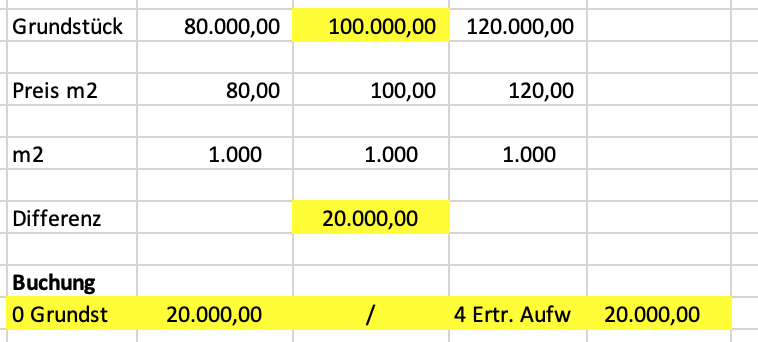 Grundstück 80.000,00 100.000,00 120.000,00
Preis m2 80,00 100,00 120,00
m2 1.000 1.000 1.000
Differenz 20.000,00
Buchung
0 Grundst 20.000,00 / 4 Ertr. Aufw 20.000,00